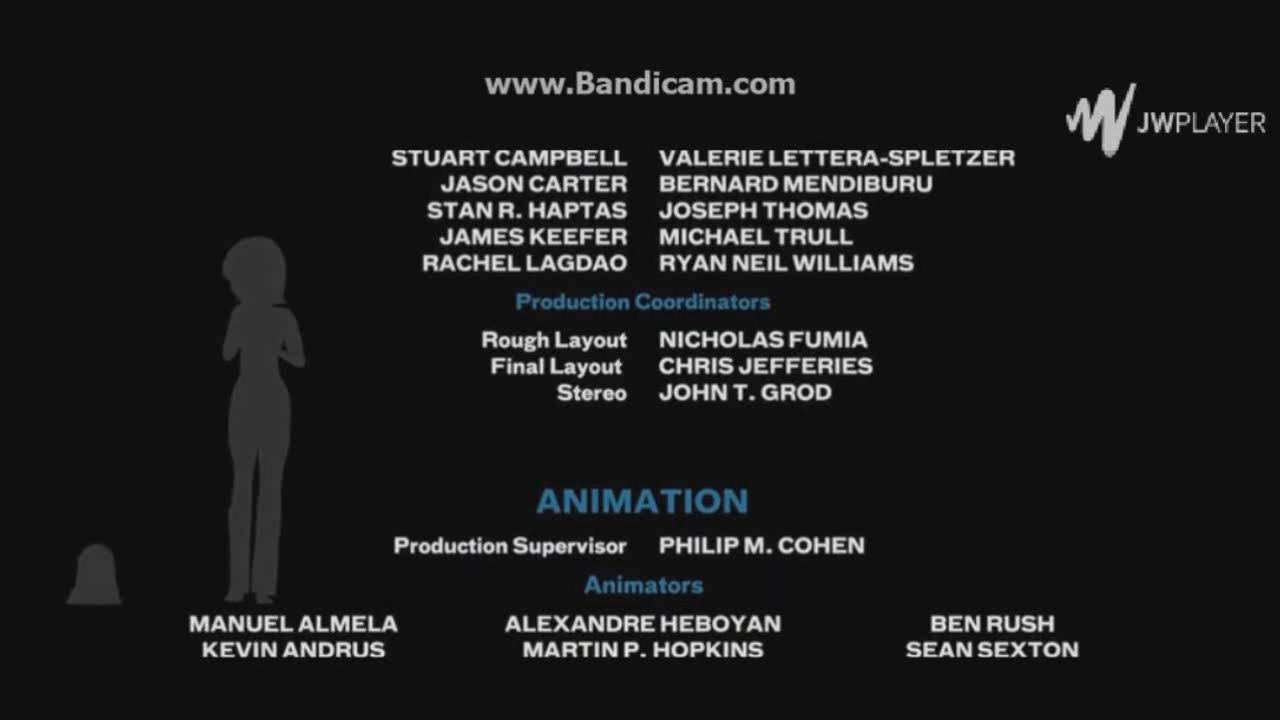 www.Bandicam.com
JWPLAYER
STUART CAMPBELL VALERIE LETTERA-SPLETZER
JASON CARTER BERNARD MENDIBURU
STAN R. HAPTAS JOSEPH THOMAS
JAMES KEEFER MICHAEL TRULL
RACHEL LAGDAO RYAN NEIL WILLIAMS
Production Coordinators
Rough Layout NICHOLAS FUMIA
Final Layout CHRIS JEFFERIES
Stereo JOHN T. GROD
ANIMATION
Production Supervisor PHILIP M. COHEN
Animators
MANUEL ALMELA ALEXANDRE HEBOYAN BEN RUSH
KEVIN ANDRUS MARTIN P. HOPKINS SEAN SEXTON